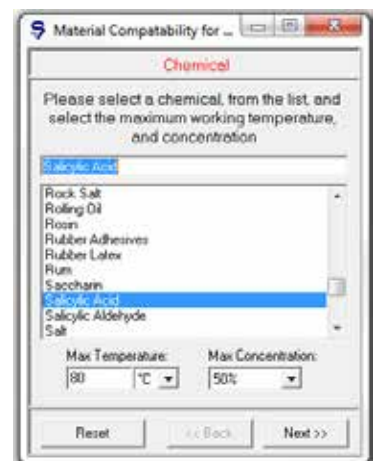 Material Compatability for ...
Chemical
Please select a chemical, from the list, and
select the maximum working temperature,
and concentration
Salicylic Acid
Rock Salt
Rolling Oil
Rosin
Rubber Adhesives
Rubber Latex
Rum
Saccharin
Salicylic Acid
Salicylic Aldehyde
Salt
Max Temperature: Max Concentration:
80 °C 50%
Reset << Back Next >>